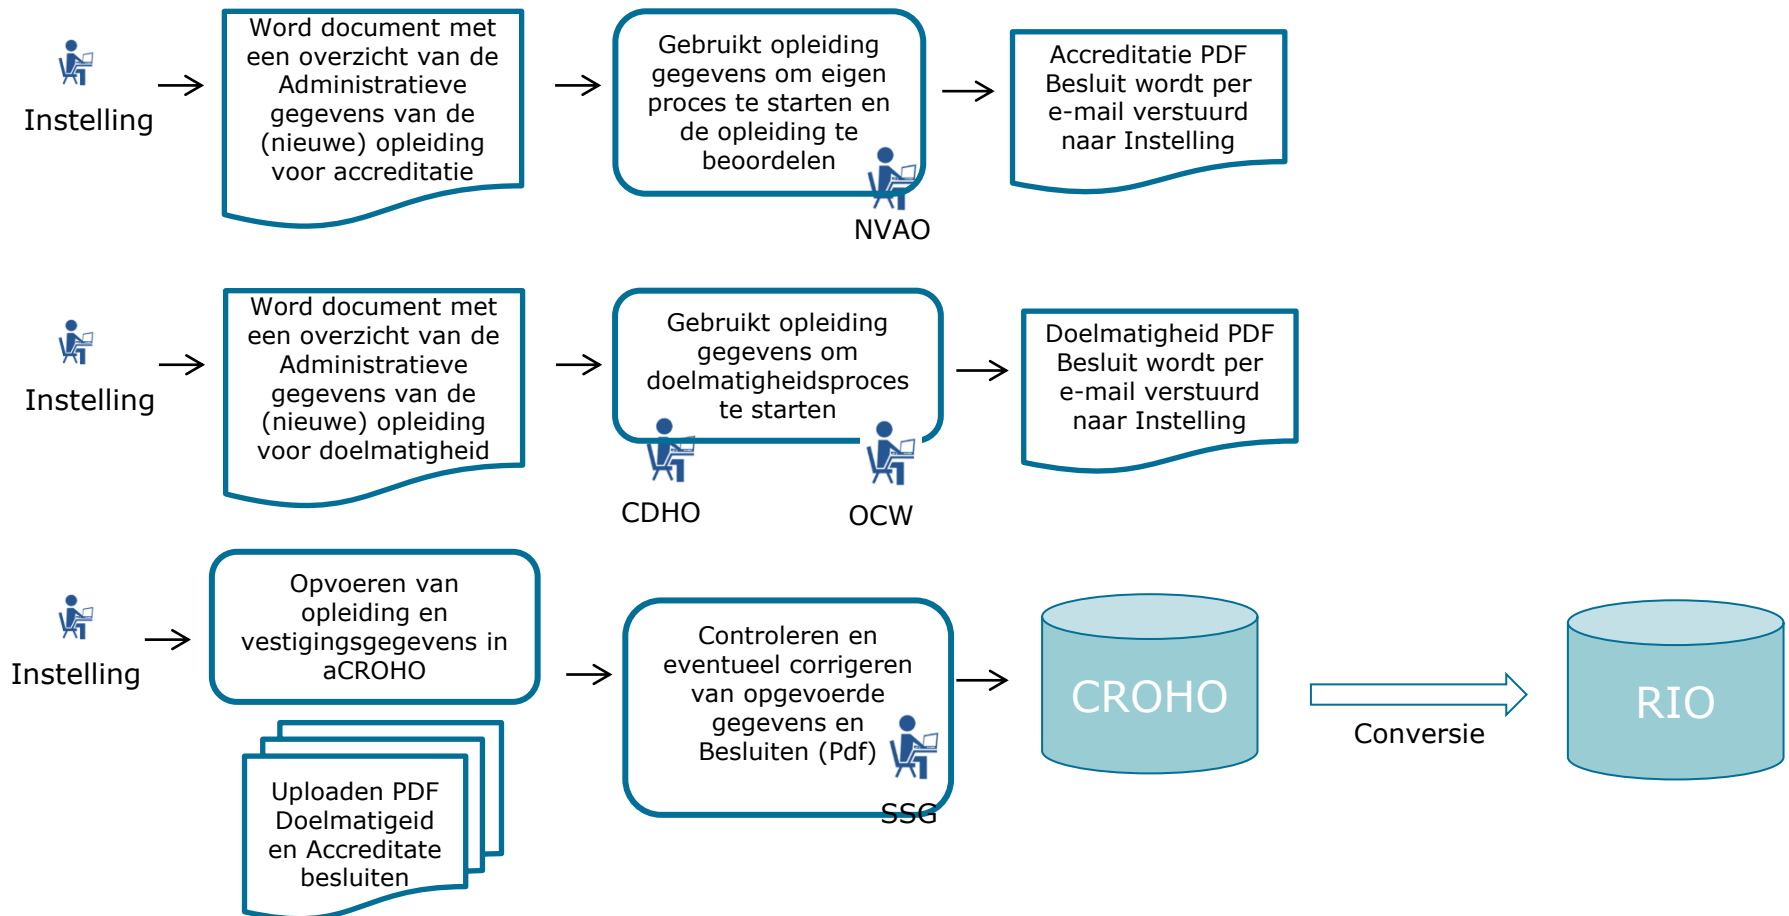 Instelling
Word document met
een overzicht van de
Administratieve
gegevens van de
(nieuwe) opleiding
voor accreditatie
Gebruikt opleiding
gegevens om eigen
proces te starten en
de opleiding te
beoordelen
NVAO
Accreditatie PDF
Besluit wordt per
e-mail verstuurd
naar Instelling
Instelling
Word document met
een overzicht van de
Administratieve
gegevens van de
(nieuwe) opleiding
voor doelmatigheid
Gebruikt opleiding
gegevens om
doelmatigheidsproces
te starten
CDHO
OCW
Doelmatigheid PDF
Besluit wordt per
e-mail verstuurd
naar Instelling
Instelling
Opvoeren van
opleiding en
vestigingsgegevens in
aCROHO
Uploaden PDF
Doelmatigeid
en Accreditate
besluiten
Controleren en
eventueel corrigeren
van opgevoerde
gegevens en
Besluiten (Pdf)
SSG
CROHO
Conversie
RIO